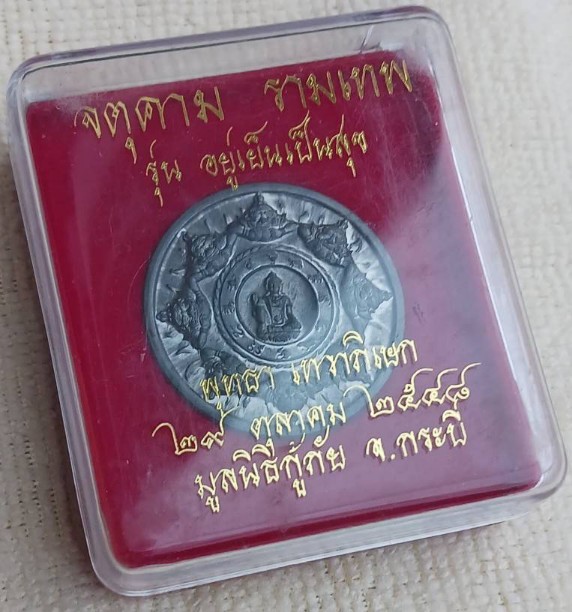 จตุคาม รามเทพ
รุ่น อยู่เย็นเป็นสุข
พุทธา เทวาภิเษก
๒๙ ตุลาคม ๒๕๔๘
มูลนิธิกู้ภัย จ.กระบี่